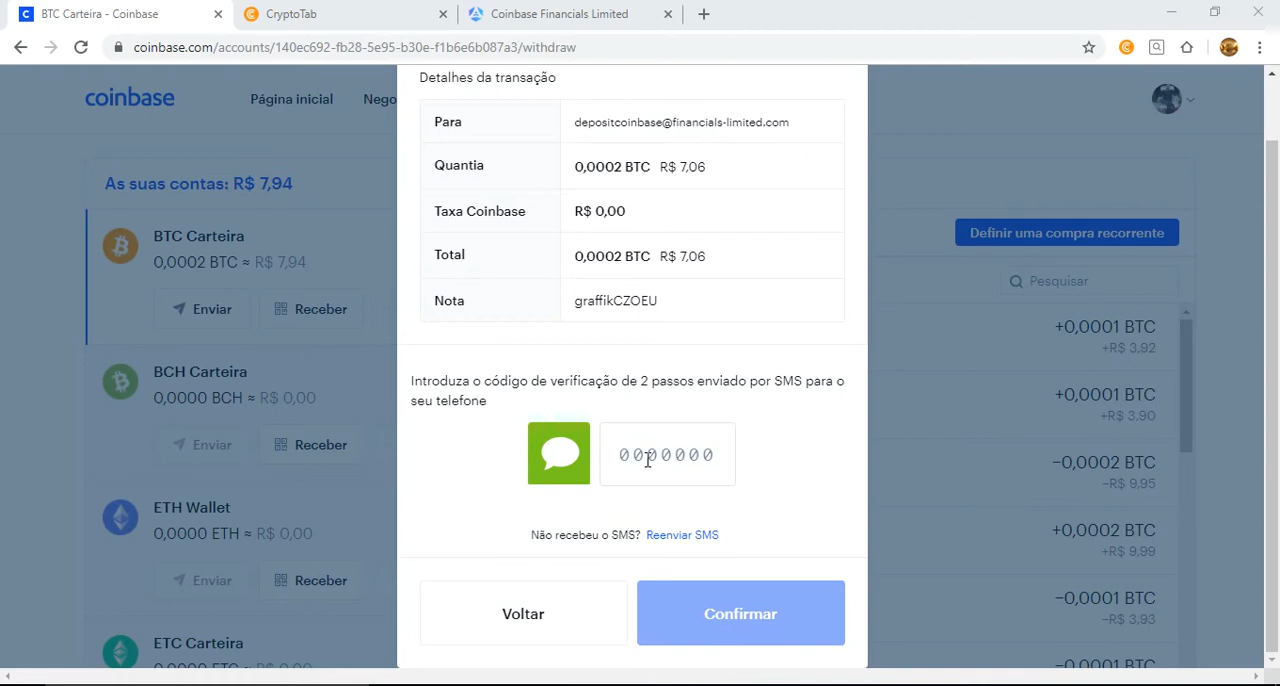 BTC Carteira - Coinbase
CryptoTab
Coinbase Financials Limited
coinbase.com/accounts/140ec692-fb28-5e95-b30e-f1b6e6b087a3/withdraw
coinbase
Página inicial
Nego
As suas contas: R$ 7,94
BTC Carteira
0,0002 BTC ≈ R$ 7,94
Enviar
Receber
BCH Carteira
0,0000 BCH ≈ R$ 0,00
Enviar
Receber
ETH Wallet
0,0000 ETH ≈ R$ 0,00
Enviar
Receber
ETC Carteira
0,0000 ETC ≈ R$ 0,00
Detalhes da transação
Para
depositcoinbase@financials-limited.com
Quantia
0,0002 BTC R$ 7,06
Taxa Coinbase
R$ 0,00
Total
0,0002 BTC R$ 7,06
Nota
graffikCZOEU
Introduza o código de verificação de 2 passos enviado por SMS para o
seu telefone
0000000
Não recebeu o SMS? Reenviar SMS
Voltar
Confirmar
Definir uma compra recorrente
Pesquisar
+0,0001 BTC
+R$ 3,92
+0,0001 BTC
+R$ 3,90
−0,0002 BTC
−R$ 9,95
+0,0002 BTC
+R$ 9,99
−0,0001 BTC
−R$ 3,93
−0,0001 BTC